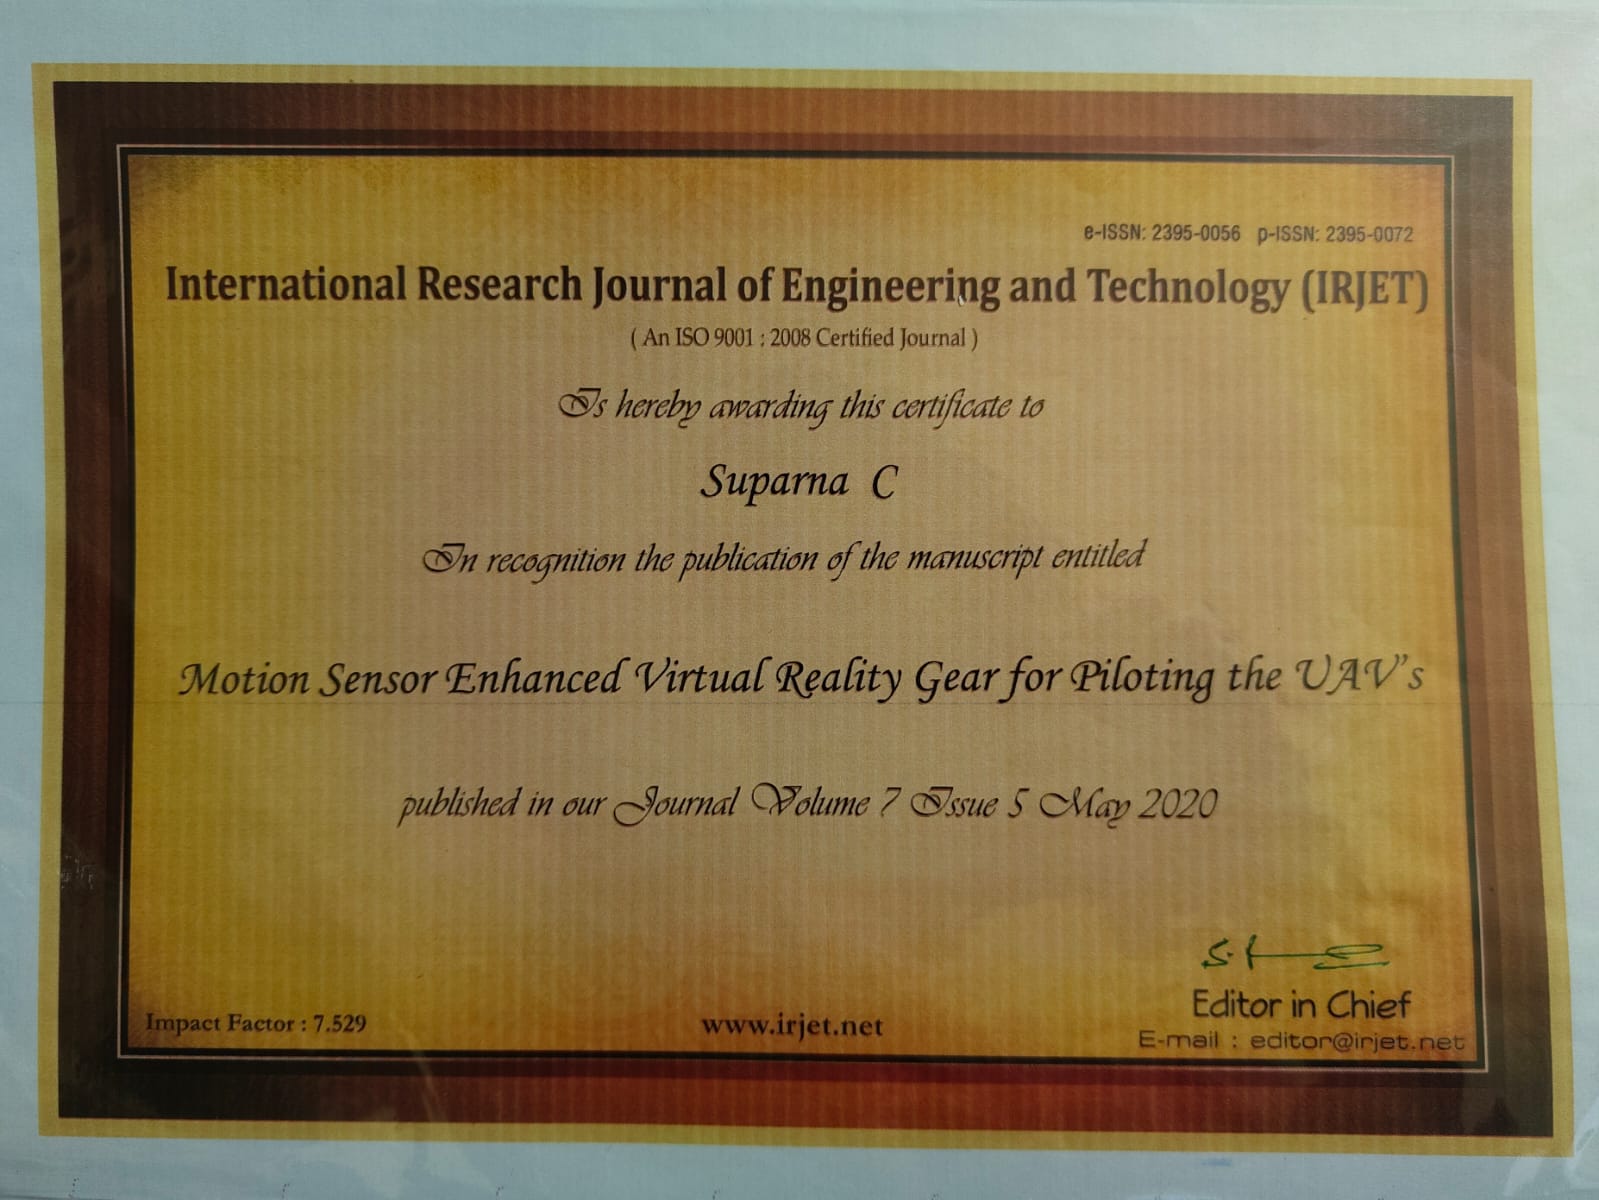 e-ISSN: 2395-0056 p-ISSN: 2395-0072
International Research Journal of Engineering and Technology (IRJET)
( An ISO 9001 : 2008 Certified Journal )
Is hereby awarding this certificate to
Suparna C
In recognition the publication of the manuscript entitled
Motion Sensor Enhanced Virtual Reality Gear for Piloting the UAV's
published in our Journal Volume 7 Issue 5 May 2020
Editor in Chief
Impact Factor : 7.529
www.irjet.net
E-mail : editor@irjet.net